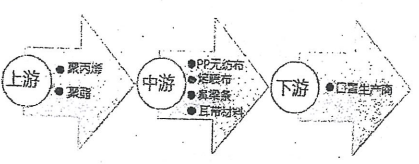 上游
● 聚丙烯
● 聚酯
中游
● PP无纺布
● 熔喷布
● 鼻梁条
● 耳带材料
下游
● 口罩生产商